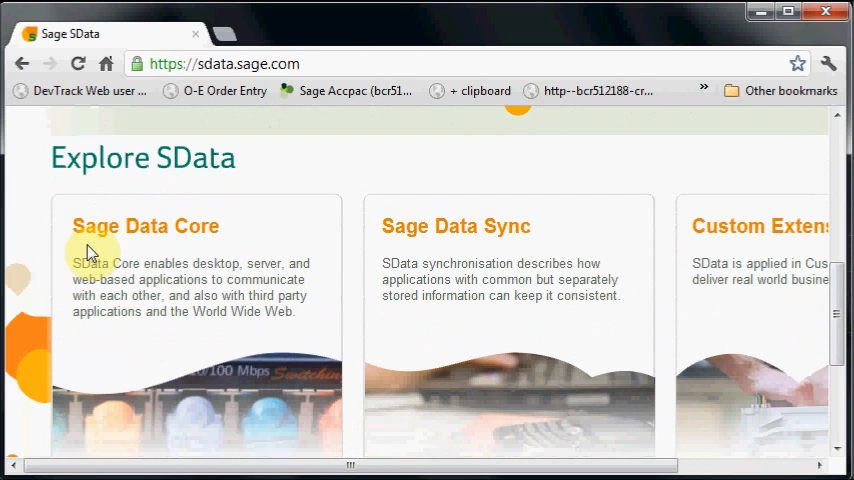 Sage SData
https://sdata.sage.com
DevTrack Web user ... O-E Order Entry Sage Accpac (bcr51... + clipboard http--bcr512188-cr... » Other bookmarks
Explore SData
Sage Data Core
SData Core enables desktop, server, and
web-based applications to communicate
with each other, and also with third party
applications and the World Wide Web.
Sage Data Sync
SData synchronisation describes how
applications with common but separately
stored information can keep it consistent.
Custom Extens
SData is applied in Cus
deliver real world busine
0/100 Mbps Switchin